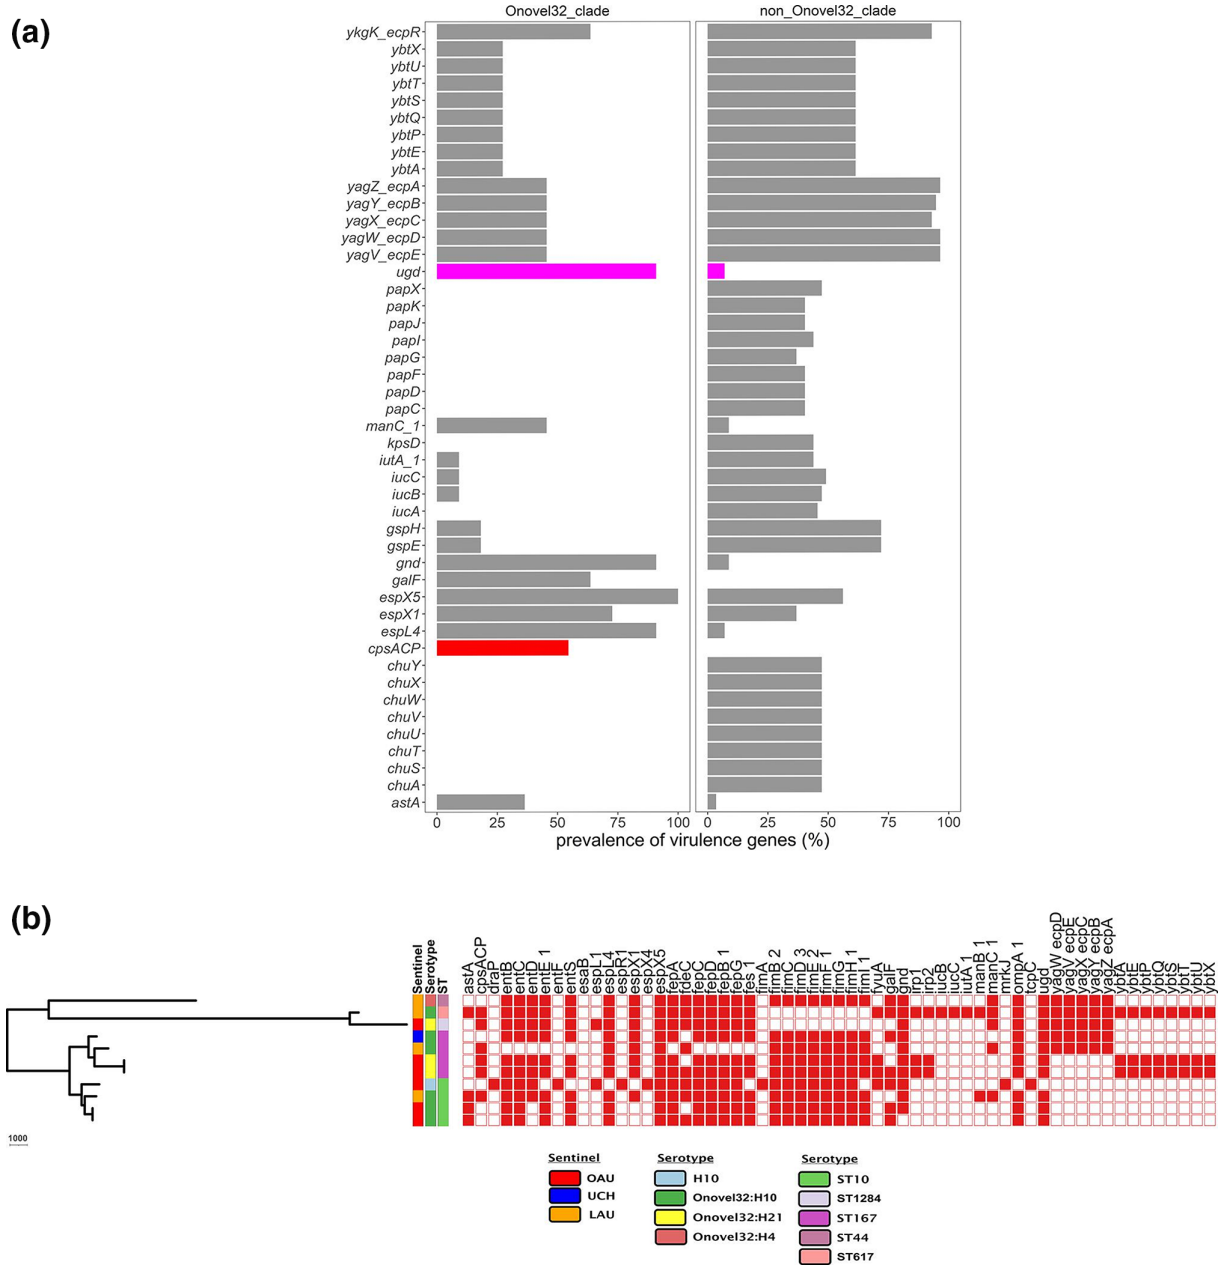 (a)
Onovel32_clade
non_Onovel32_clade
ykgK_ecpR
ybtX
ybtU
ybtT
ybtS
ybtQ
ybtP
ybtE
ybtA
yagZ_ecpA
yagY_ecpB
yagX_ecpC
yagW_ecpD
yagV_ecpE
ugd
papX
papK
papJ
papI
papG
papF
papD
papC
manC_1
kpsD
iutA_1
iucC
iucB
iucA
gspH
gspE
gnd
galF
espX5
espX1
espL4
cpsACP
chuY
chuX
chuW
chuV
chuU
chuT
chuS
chuA
astA
0 25 50 75 100 0 25 50 75 100
prevalence of virulence genes (%)
(b)
Sentinel
Serotype
ST
astA
cpsACP
draP
entB
entC
entD
entE 1
entF
entS
esaB
espL1
espL4
espR1
espX1
espX4
espX5
fepA
fdeC
fepC
fepD
fepB 1
fepG
fes 1
fimA
fimB 2
fimC
fimD 3
fimE 2
fimF 1
fimG
fimH 1
fimI 1
fyuA
galF
gnd
irp1
irp2
iucB
iucC
iutA 1
manB 1
manC 1
mrkJ
ompA 1
tcpC
ugd
yagW ecpD
yagV ecpE
yagX ecpC
yagY ecpB
yagZ ecpA
ybtA
ybtE
ybtP
ybtQ
ybtS
ybtT
ybtU
ybtX
1000
Sentinel
OAU
UCH
LAU
Serotype
H10
Onovel32:H10
Onovel32:H21
Onovel32:H4
Serotype
ST10
ST1284
ST167
ST44
ST617